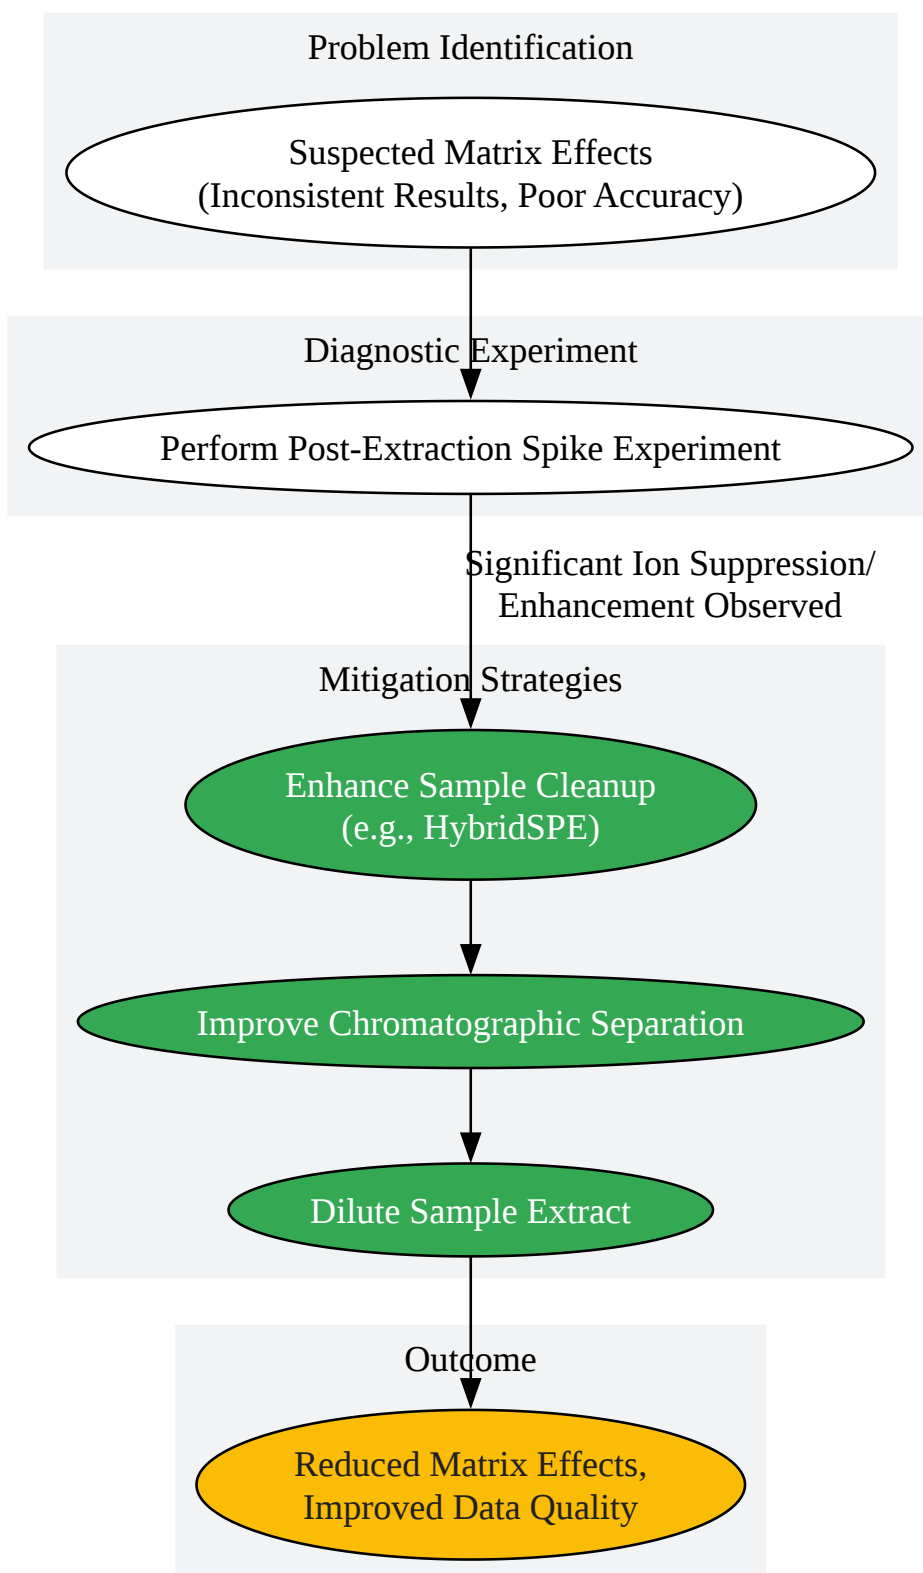 Problem Identification
Suspected Matrix Effects
(Inconsistent Results, Poor Accuracy)
Diagnostic Experiment
Perform Post-Extraction Spike Experiment
Significant Ion Suppression/
Enhancement Observed
Mitigation Strategies
Enhance Sample Cleanup
(e.g., HybridSPE)
Improve Chromatographic Separation
Dilute Sample Extract
Outcome
Reduced Matrix Effects,
Improved Data Quality